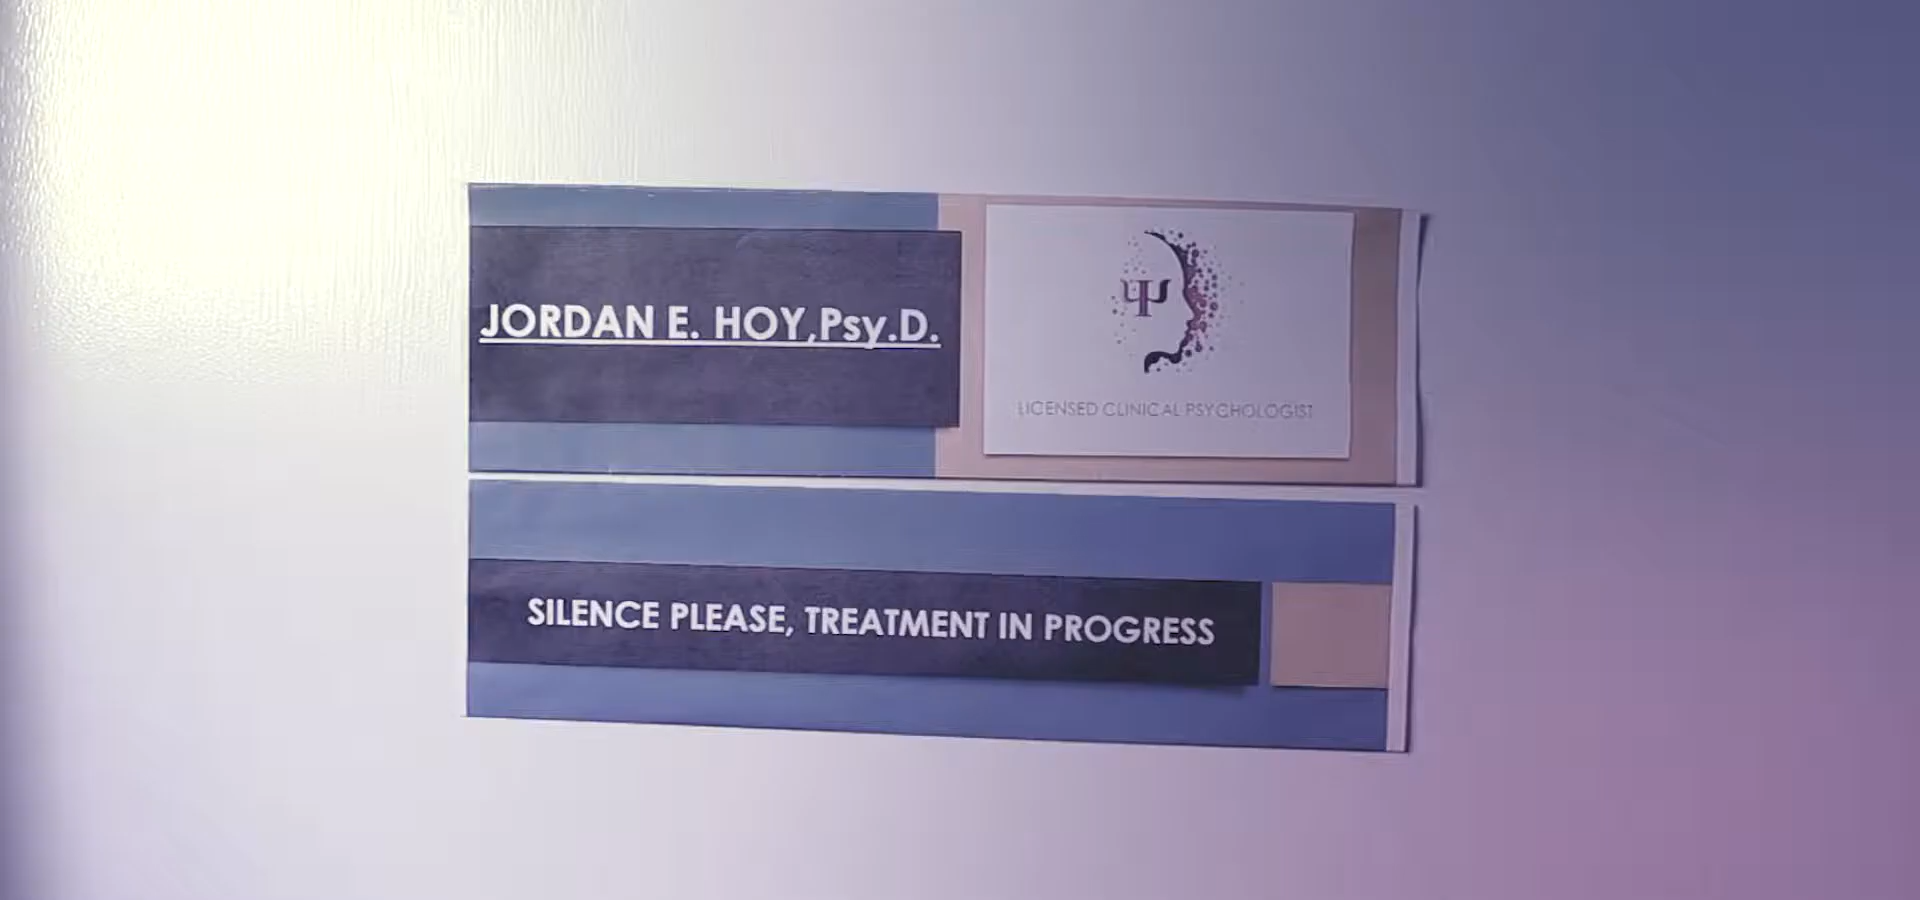 JORDAN E. HOY,Psy.D.
Ψ
LICENSED CLINICAL PSYCHOLOGIST
SILENCE PLEASE, TREATMENT IN PROGRESS